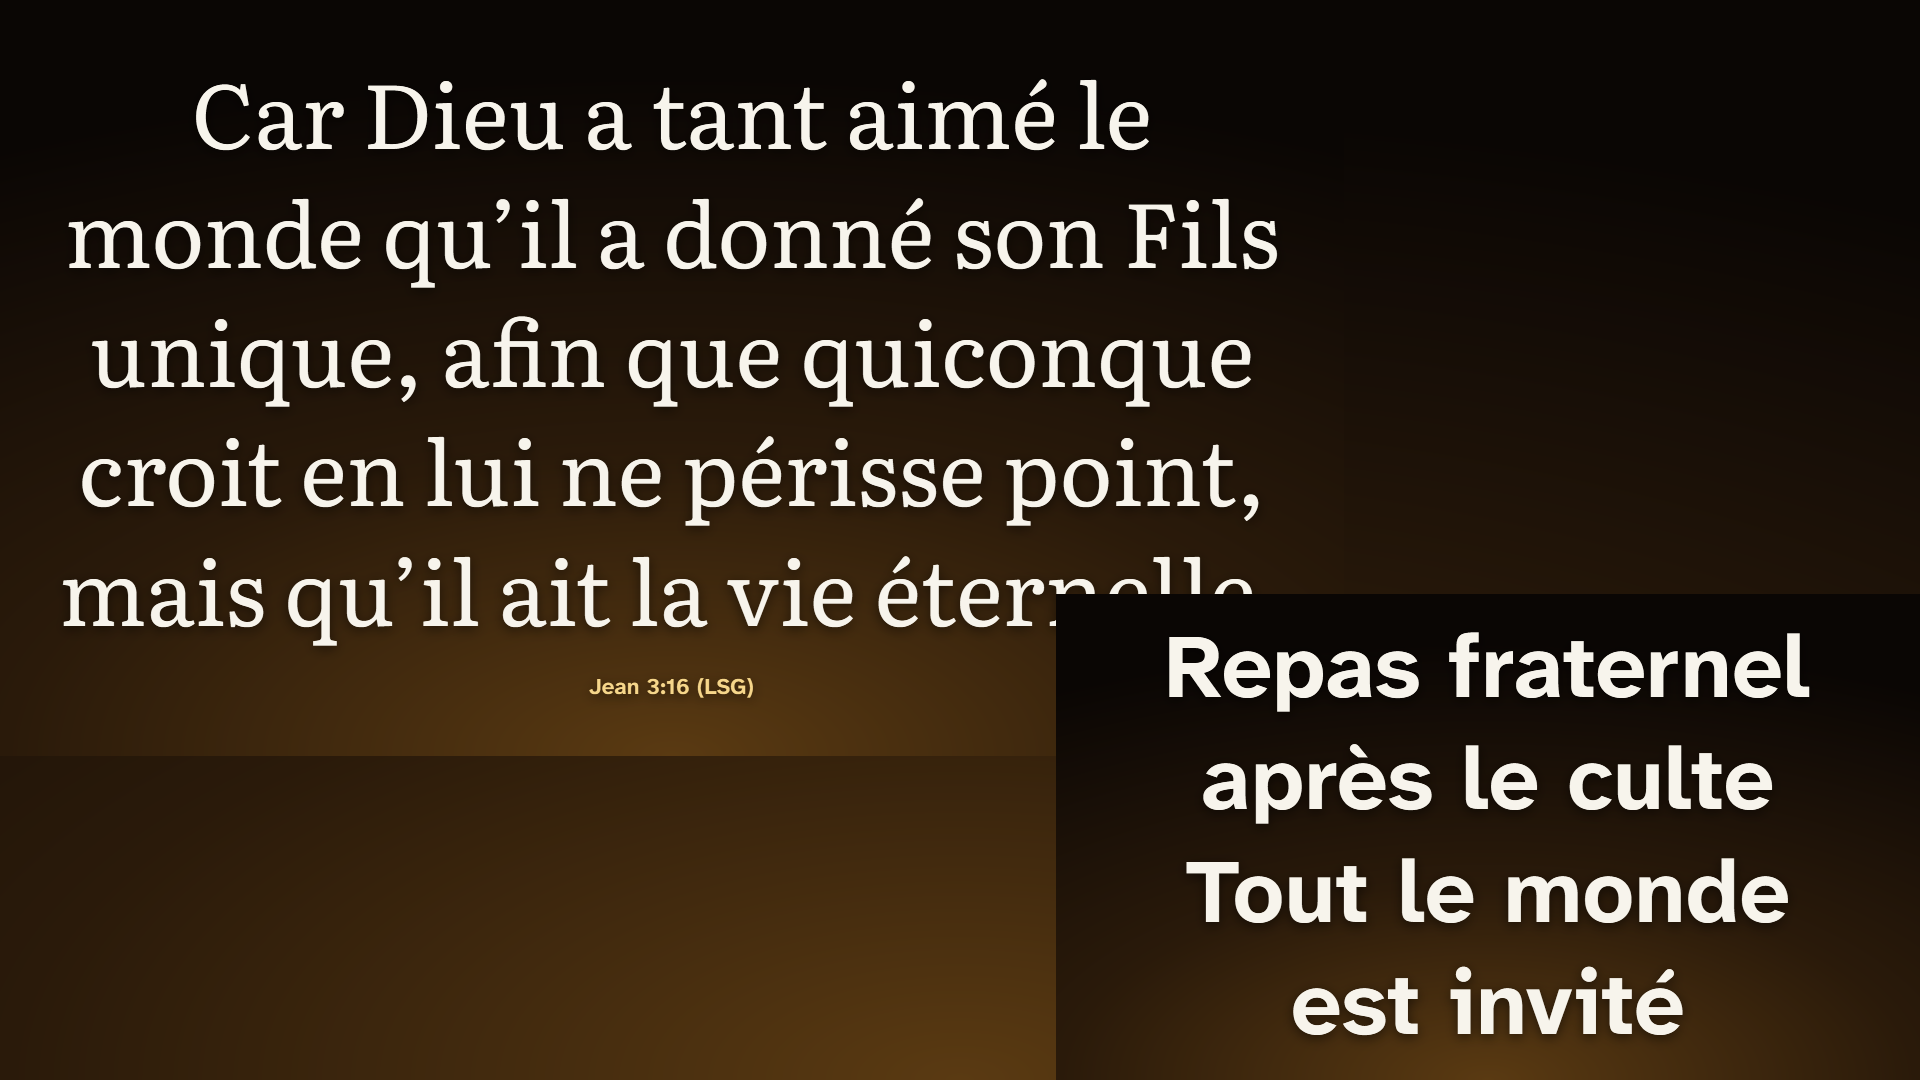 Car Dieu a tant aimé le
monde qu’il a donné son Fils
unique, afin que quiconque
croit en lui ne périsse point,
mais qu’il ait la vie éternelle
Jean 3:16 (LSG)
Repas fraternel
après le culte
Tout le monde
est invité